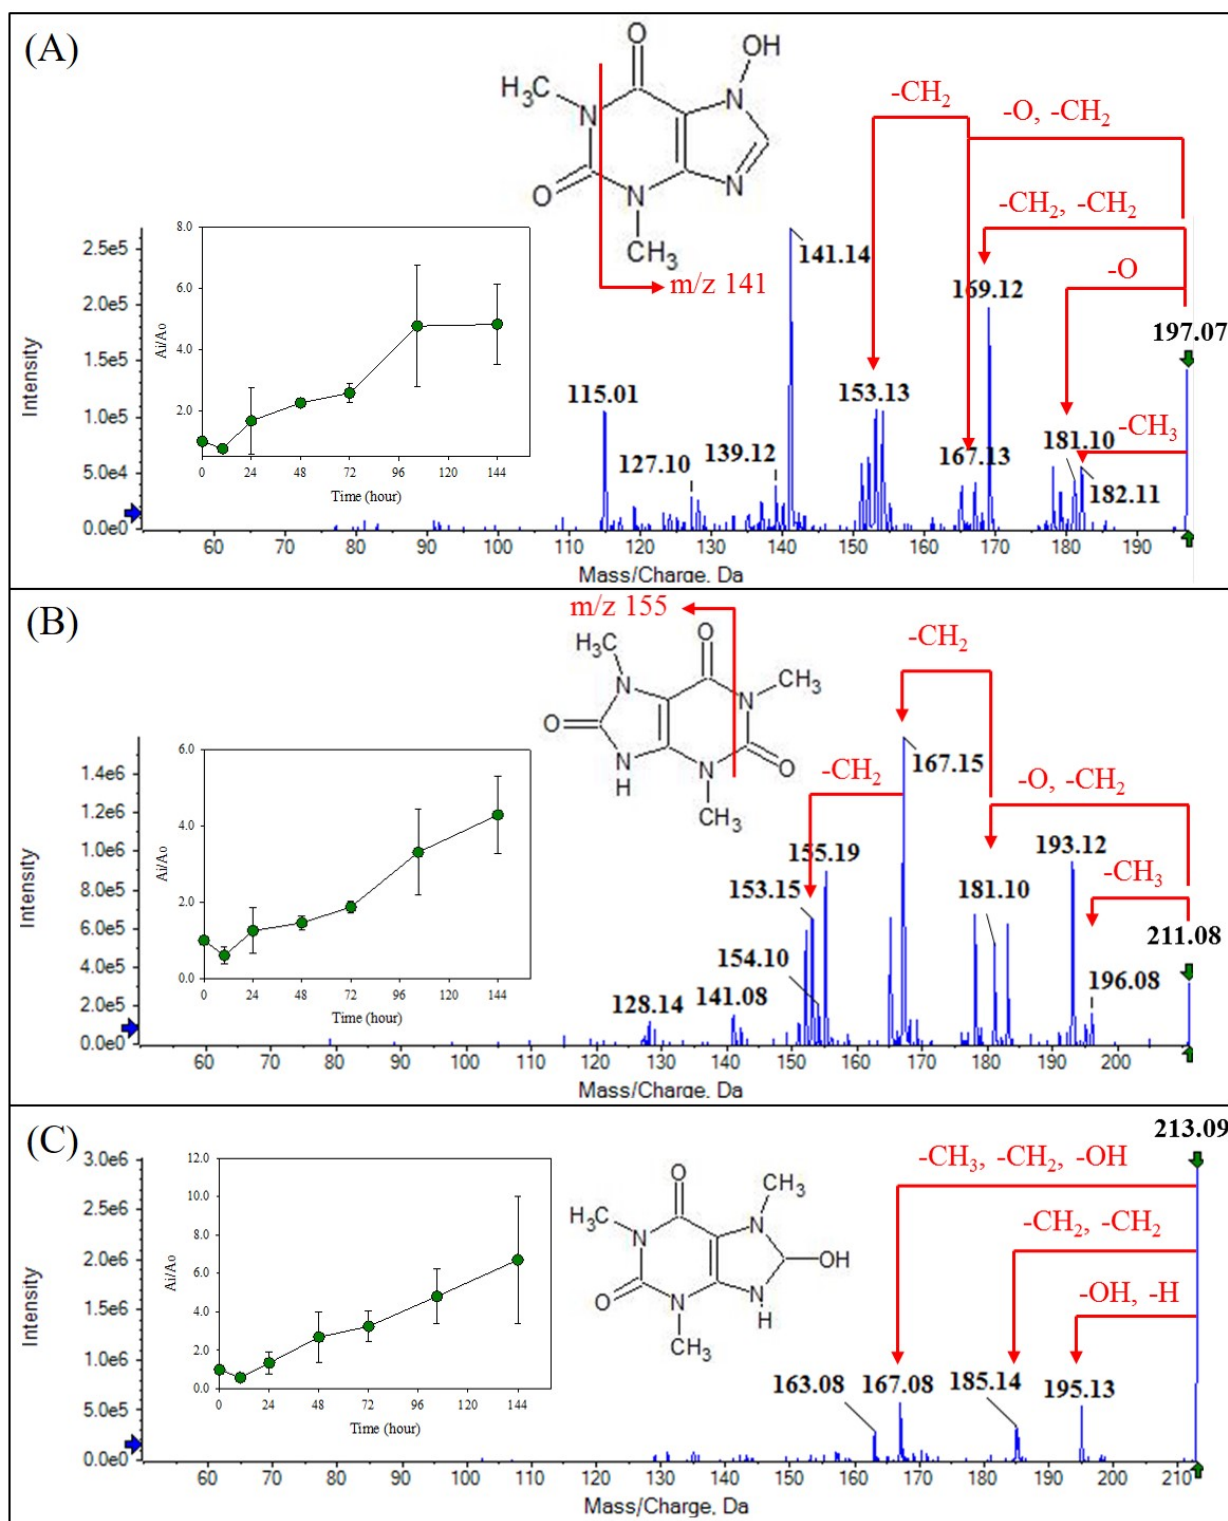 (A)
O
OH
H₃C
N
N
O
N
N
CH₃
m/z 141
-CH₂
-O, -CH₂
-CH₂, -CH₂
-O
-CH₃
197.07
169.12
141.14
181.10
182.11
167.13
153.13
139.12
127.10
115.01
Intensity
2.5e5
2.0e5
1.5e5
1.0e5
5.0e4
0.0e0
60 70 80 90 100 110 120 130 140 150 160 170 180 190
Mass/Charge, Da
Ai/Ao
8.0
6.0
4.0
2.0
0 24 48 72 96 120 144
Time (hour)
(B)
m/z 155
H₃C
O
N
CH₃
N
O
N
H
N
O
CH₃
-CH₂
-CH₂
-O, -CH₂
-CH₃
167.15
193.12
211.08
196.08
181.10
155.19
153.15
154.10
141.08
128.14
Intensity
1.4e6
1.2e6
1.0e6
8.0e5
6.0e5
4.0e5
2.0e5
0.0e0
60 70 80 90 100 110 120 130 140 150 160 170 180 190 200
Mass/Charge, Da
Ai/Ao
6.0
4.0
2.0
0.0
0 24 48 72 96 120 144
Time (hour)
(C)
213.09
-CH₃, -CH₂, -OH
-CH₂, -CH₂
-OH, -H
O
CH₃
H₃C
N
N
OH
O
N
N
H
CH₃
163.08
167.08
185.14
195.13
Intensity
3.0e6
2.5e6
2.0e6
1.5e6
1.0e6
5.0e5
0.0e0
60 70 80 90 100 110 120 130 140 150 160 170 180 190 200 210
Mass/Charge, Da
Ai/Ao
12.0
10.0
8.0
6.0
4.0
2.0
0.0
0 24 48 72 96 120 144
Time (hour)